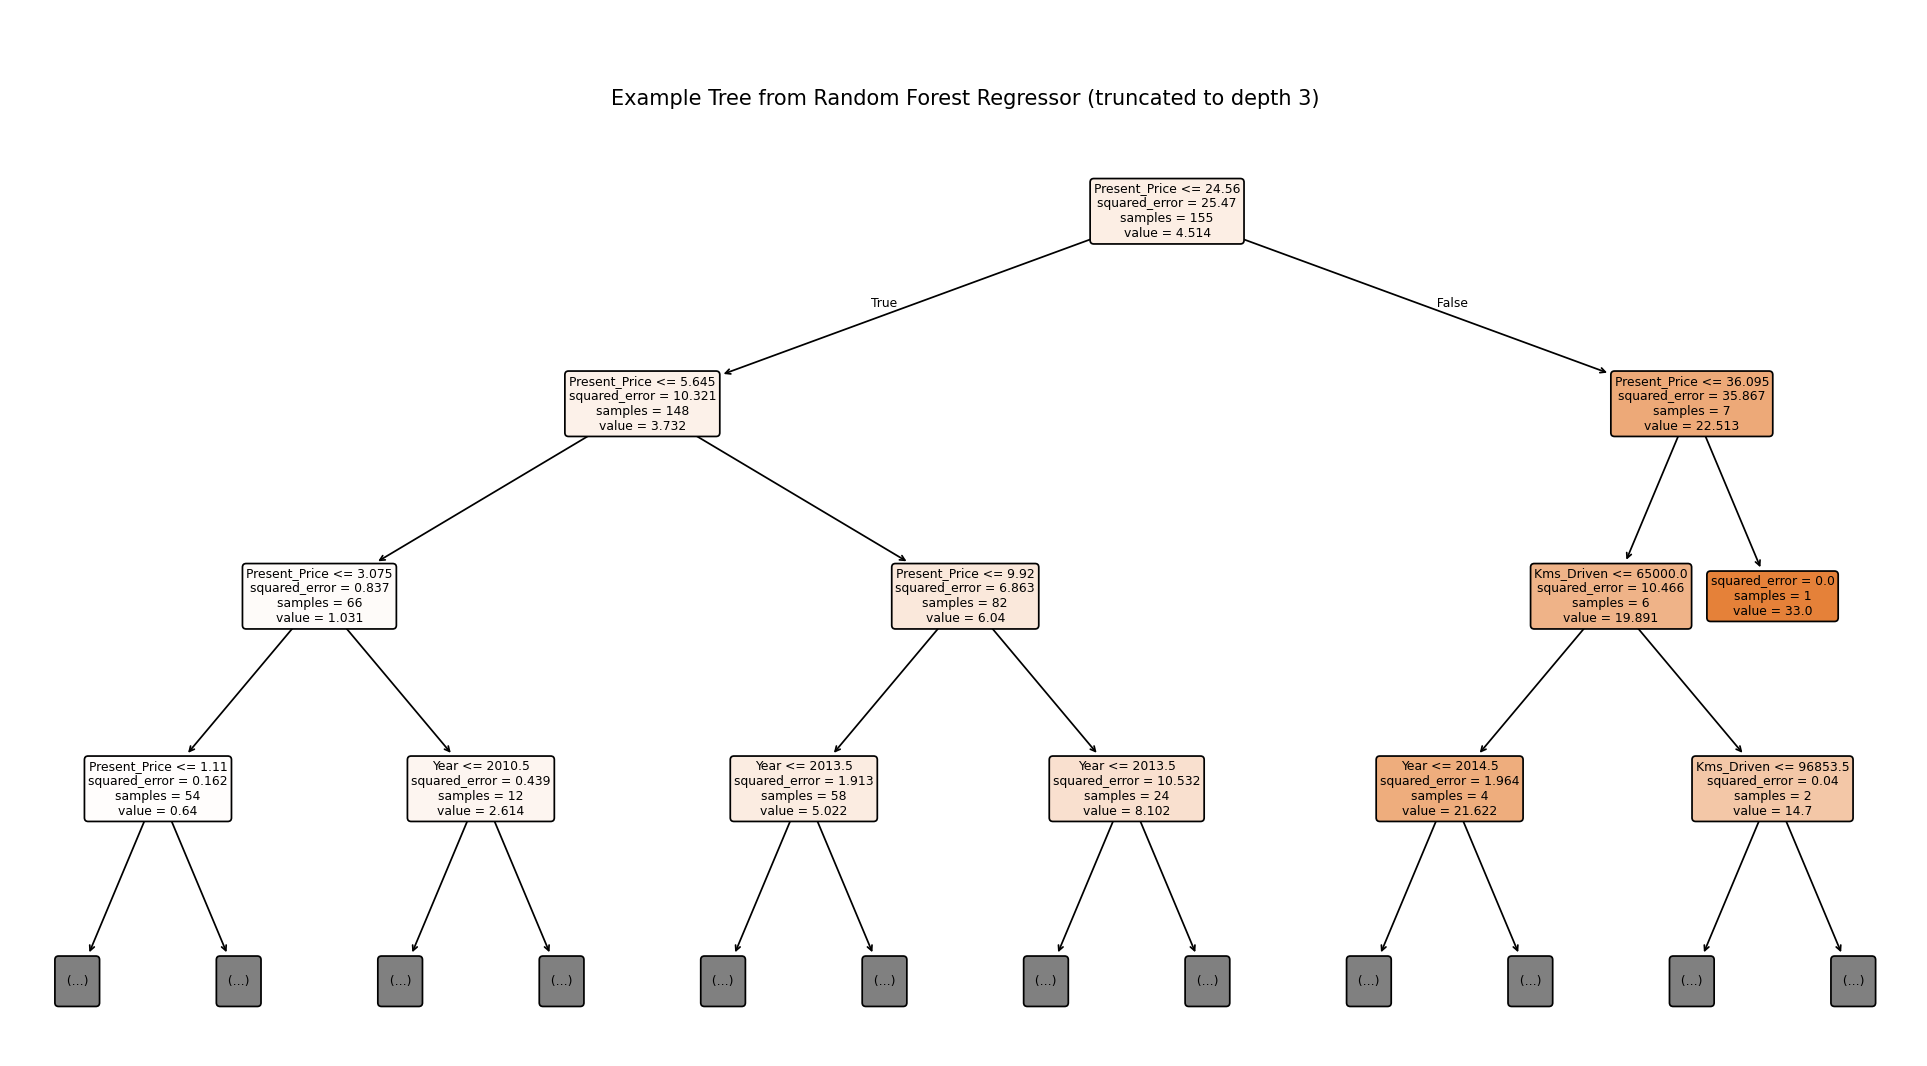 Example Tree from Random Forest Regressor (truncated to depth 3)
Present_Price <= 24.56
squared_error = 25.47
samples = 155
value = 4.514
True
False
Present_Price <= 5.645
squared_error = 10.321
samples = 148
value = 3.732
Present_Price <= 36.095
squared_error = 35.867
samples = 7
value = 22.513
Present_Price <= 3.075
squared_error = 0.837
samples = 66
value = 1.031
Present_Price <= 9.92
squared_error = 6.863
samples = 82
value = 6.04
Kms_Driven <= 65000.0
squared_error = 10.466
samples = 6
value = 19.891
squared_error = 0.0
samples = 1
value = 33.0
Present_Price <= 1.11
squared_error = 0.162
samples = 54
value = 0.64
Year <= 2010.5
squared_error = 0.439
samples = 12
value = 2.614
Year <= 2013.5
squared_error = 1.913
samples = 58
value = 5.022
Year <= 2013.5
squared_error = 10.532
samples = 24
value = 8.102
Year <= 2014.5
squared_error = 1.964
samples = 4
value = 21.622
Kms_Driven <= 96853.5
squared_error = 0.04
samples = 2
value = 14.7
(...)
(...)
(...)
(...)
(...)
(...)
(...)
(...)
(...)
(...)
(...)
(...)